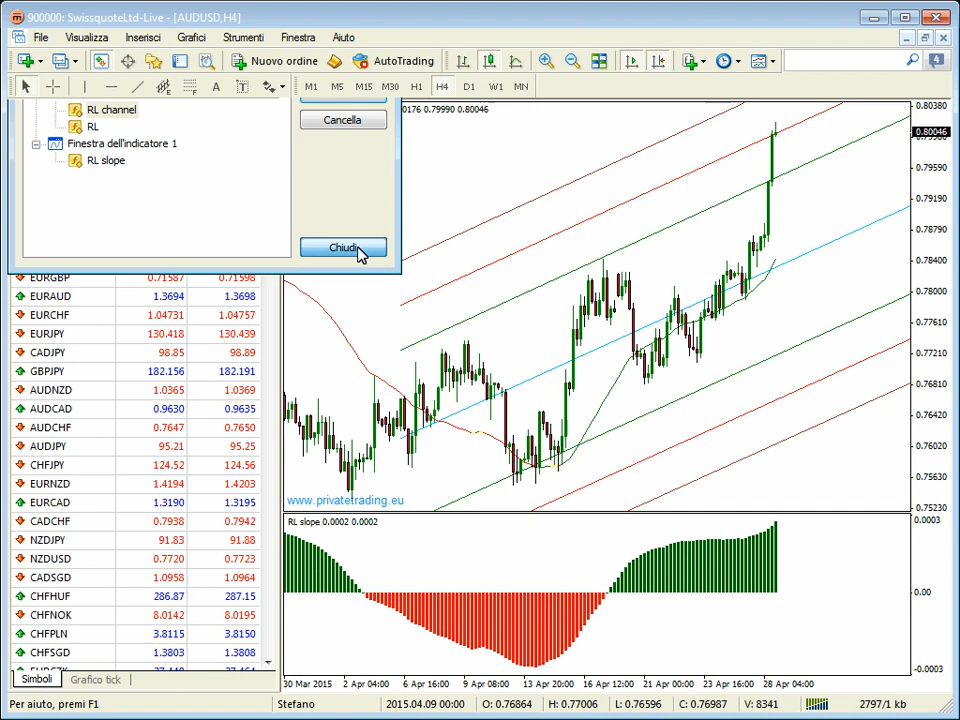 900000: SwissquoteLtd-Live - [AUDUSD,H4]
File Visualizza Inserisci Grafici Strumenti Finestra Aiuto
Nuovo ordine AutoTrading 4
A T M1 M5 M15 M30 H1 H4 D1 W1 MN
RL channel
RL
Finestra dell'indicatore 1
RL slope
Cancella
Chiudi
EURGBP 0.71587 0.71598
EURAUD 1.3694 1.3698
EURCHF 1.04731 1.04757
EURJPY 130.418 130.439
CADJPY 98.85 98.89
GBPJPY 182.156 182.191
AUDNZD 1.0365 1.0369
AUDCAD 0.9630 0.9635
AUDCHF 0.7647 0.7650
AUDJPY 95.21 95.25
CHFJPY 124.52 124.56
EURNZD 1.4194 1.4203
EURCAD 1.3190 1.3195
CADCHF 0.7938 0.7942
NZDJPY 91.83 91.88
NZDUSD 0.7720 0.7723
CADSGD 1.0958 1.0964
CHFHUF 286.87 287.15
CHFNOK 8.0142 8.0195
CHFPLN 3.8115 3.8150
CHFSGD 1.3803 1.3808
Simboli Grafico tick
0176 0.79990 0.80046
0.80380
0.80046
0.79590
0.79190
0.78790
0.78400
0.78000
0.77610
0.77210
0.76810
0.76420
0.76020
0.75630
0.75230
www.privatetrading.eu
RL slope 0.0002 0.0002
0.0003
0.00
-0.0003
30 Mar 2015 2 Apr 04:00 6 Apr 16:00 9 Apr 08:00 13 Apr 20:00 16 Apr 12:00 21 Apr 00:00 23 Apr 16:00 28 Apr 04:00
Per aiuto, premi F1 Stefano 2015.04.09 00:00 O: 0.76864 H: 0.77006 L: 0.76596 C: 0.76987 V: 8341 2797/1 kb